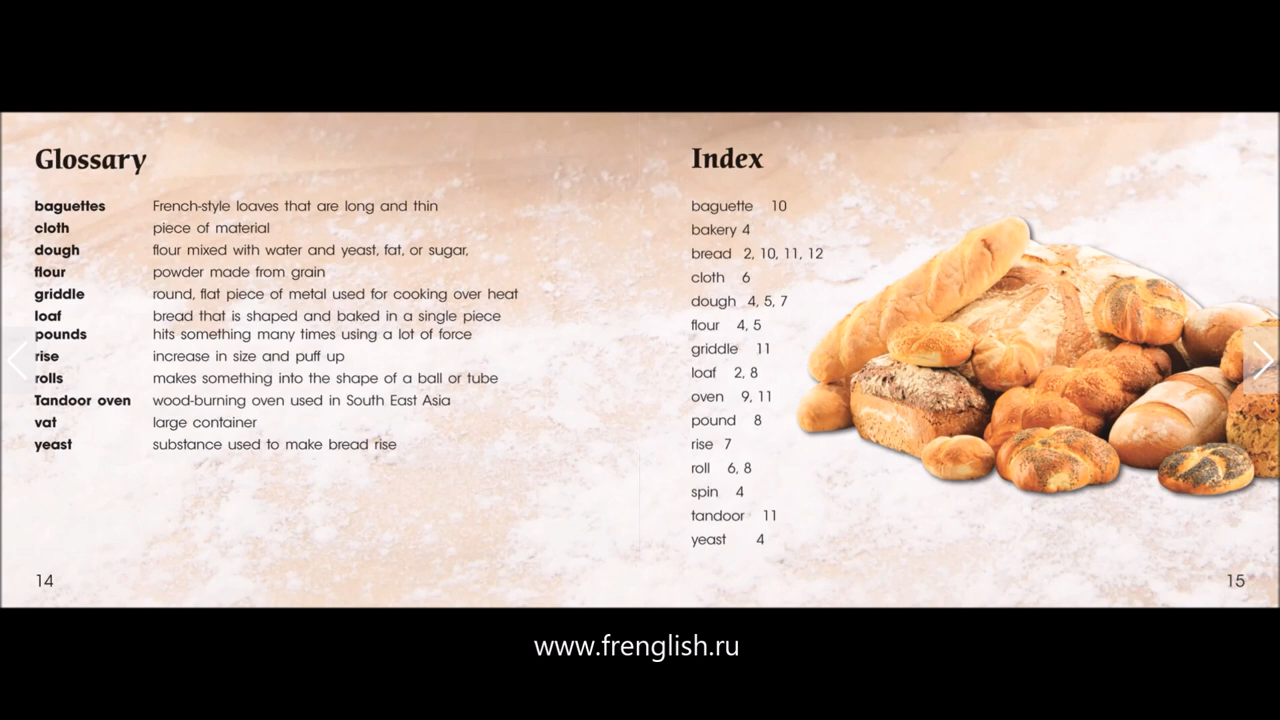 Glossary
baguettes French-style loaves that are long and thin
cloth piece of material
dough flour mixed with water and yeast, fat, or sugar,
flour powder made from grain
griddle round, flat piece of metal used for cooking over heat
loaf bread that is shaped and baked in a single piece
pounds hits something many times using a lot of force
rise increase in size and puff up
rolls makes something into the shape of a ball or tube
Tandoor oven wood-burning oven used in South East Asia
vat large container
yeast substance used to make bread rise
14
Index
baguette 10
bakery 4
bread 2, 10, 11, 12
cloth 6
dough 4, 5, 7
flour 4, 5
griddle 11
loaf 2, 8
oven 9, 11
pound 8
rise 7
roll 6, 8
spin 4
tandoor 11
yeast 4
15
www.frenglish.ru